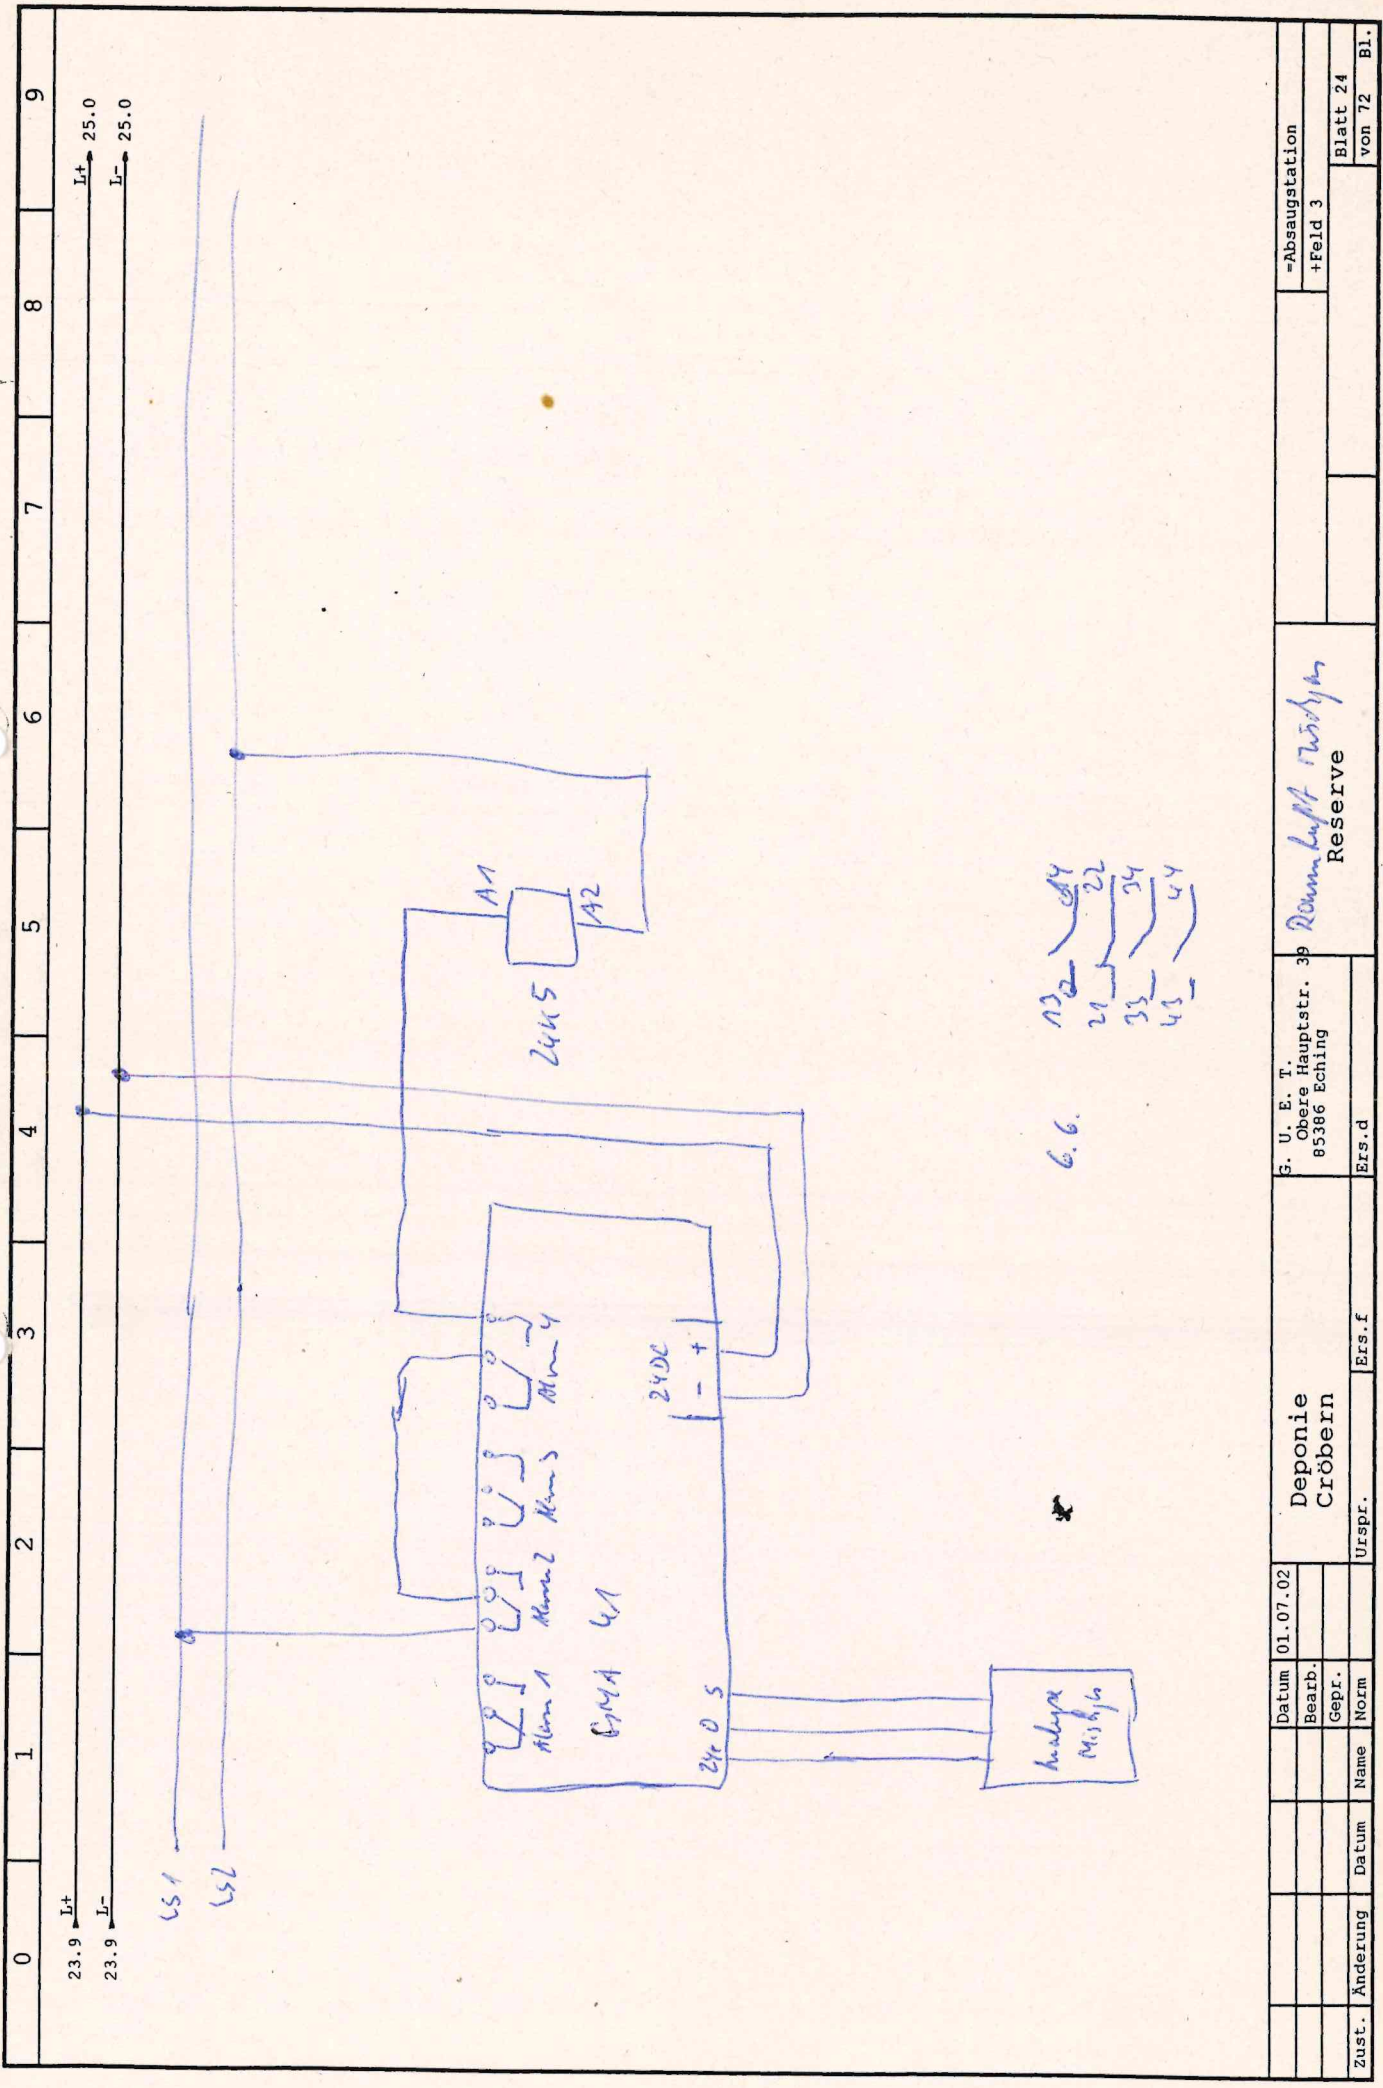 0 1 2 3 4 5 6 7 8 9
23.9 L+ L+ 25.0
23.9 L- L- 25.0
LS1
LS2
A1
24K5
A2
Alarm 1 Alarm 2 Alarm 3 Alarm 4
GMA 41
24DC
- +
24+ 0 S
Analyse
6.6.
13 14
21 22
33 34
43 44
Datum 01.07.02
Bearb.
Gepr.
Zust. Änderung Datum Name Norm
Deponie
Cröbern
Urspr. Ers.f Ers.d
G. U. E. T.
Obere Hauptstr. 39
85386 Eching
Raumluft
Reserve
=Absaugstation
+Feld 3
Blatt 24
von 72 Bl.